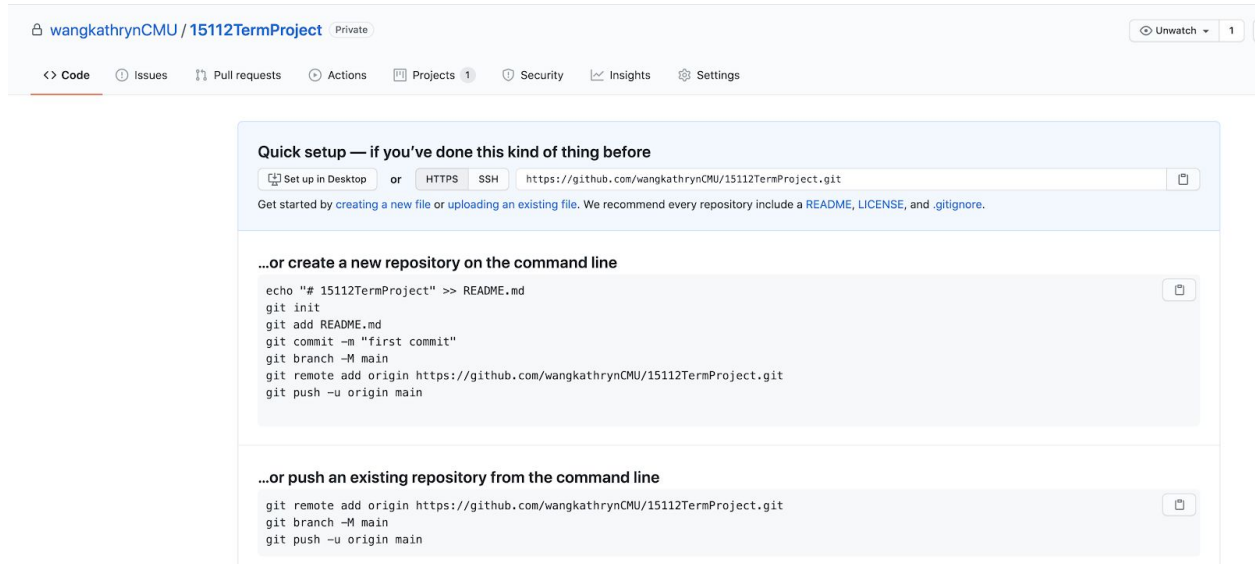 wangkathrynCMU / 15112TermProject Private
Unwatch 1
<> Code Issues Pull requests Actions Projects 1 Security Insights Settings
Quick setup — if you’ve done this kind of thing before
Set up in Desktop or HTTPS SSH https://github.com/wangkathrynCMU/15112TermProject.git
Get started by creating a new file or uploading an existing file. We recommend every repository include a README, LICENSE, and .gitignore.
…or create a new repository on the command line
echo "# 15112TermProject" >> README.md
git init
git add README.md
git commit -m "first commit"
git branch -M main
git remote add origin https://github.com/wangkathrynCMU/15112TermProject.git
git push -u origin main
…or push an existing repository from the command line
git remote add origin https://github.com/wangkathrynCMU/15112TermProject.git
git branch -M main
git push -u origin main